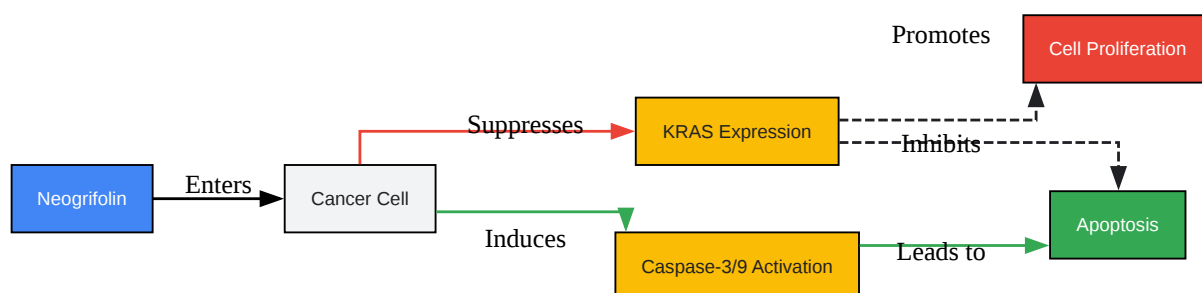 Promotes
Cell Proliferation
Suppresses
KRAS Expression
Inhibits
Neogrifolin
Enters
Cancer Cell
Apoptosis
Induces
Leads to
Caspase-3/9 Activation